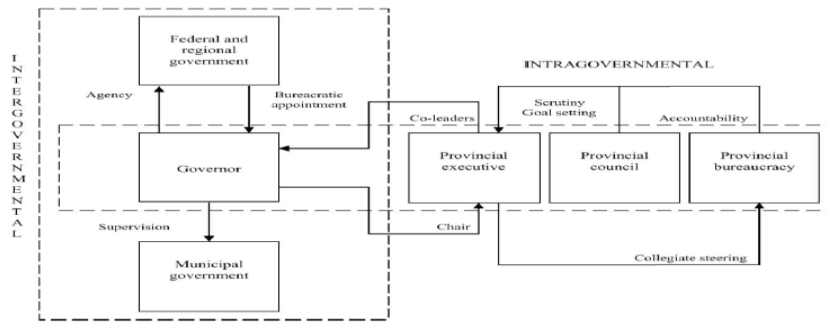 INTERGOVERNMENTAL
Federal and
regional
government
Agency
Bureacratic
appointment
Governor
Supervision
Municipal
government
INTRAGOVERNMENTAL
Co-leaders
Scrutiny
Goal setting
Accountability
Provincial
executive
Provincial
council
Provincial
bureaucracy
Chair
Collegiate steering